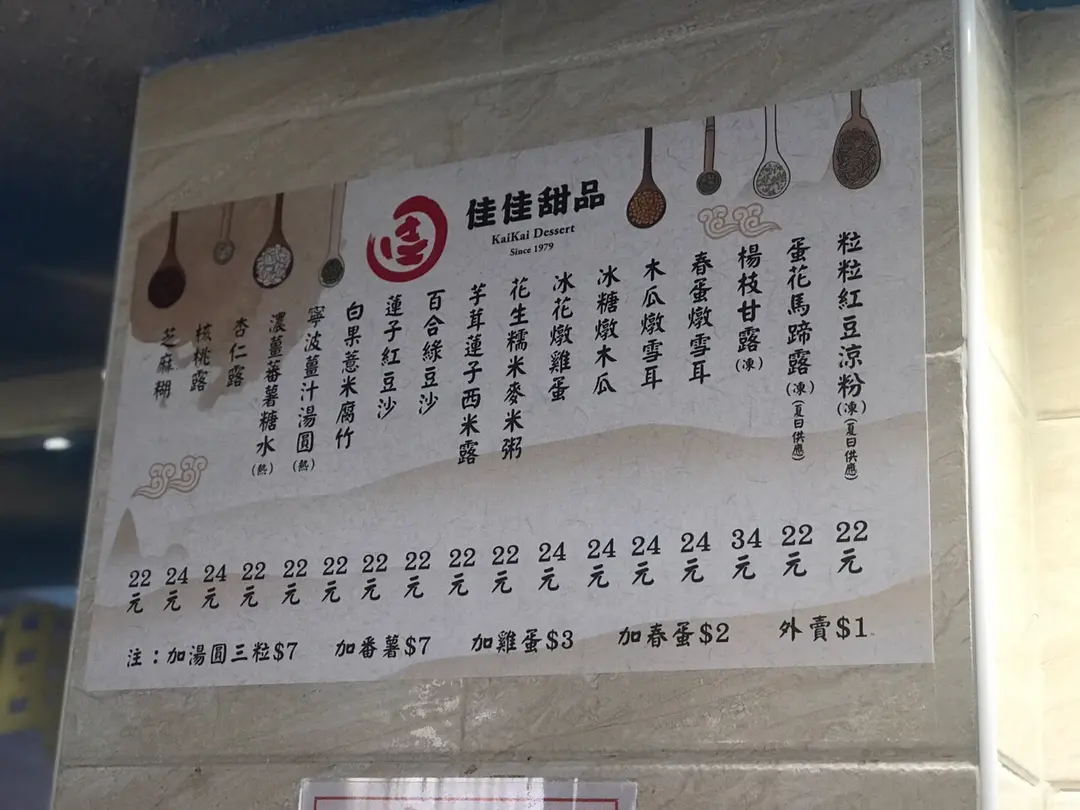 佳
佳佳甜品
KaiKai Dessert
Since 1979
粒粒紅豆涼粉(凍)(夏日供應) 22元
蛋花馬蹄露(凍)(夏日供應) 22元
楊枝甘露(凍) 34元
春蛋燉雪耳 24元
木瓜燉雪耳 24元
冰糖燉木瓜 24元
冰花燉雞蛋 24元
花生糯米麥米粥 22元
芋茸蓮子西米露 22元
百合綠豆沙 22元
蓮子紅豆沙 22元
白果薏米腐竹 22元
寧波薑汁湯圓(熱) 22元
濃薑蕃薯糖水(熱) 22元
杏仁露 24元
核桃露 24元
芝麻糊 22元
注：加湯圓三粒$7 加番薯$7 加雞蛋$3 加春蛋$2 外賣$1